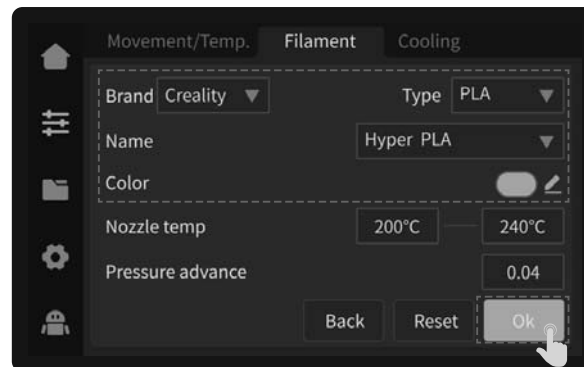 Movement/Temp. Filament Cooling
Brand Creality Type PLA
Name Hyper PLA
Color
Nozzle temp 200°C 240°C
Pressure advance 0.04
Back Reset Ok